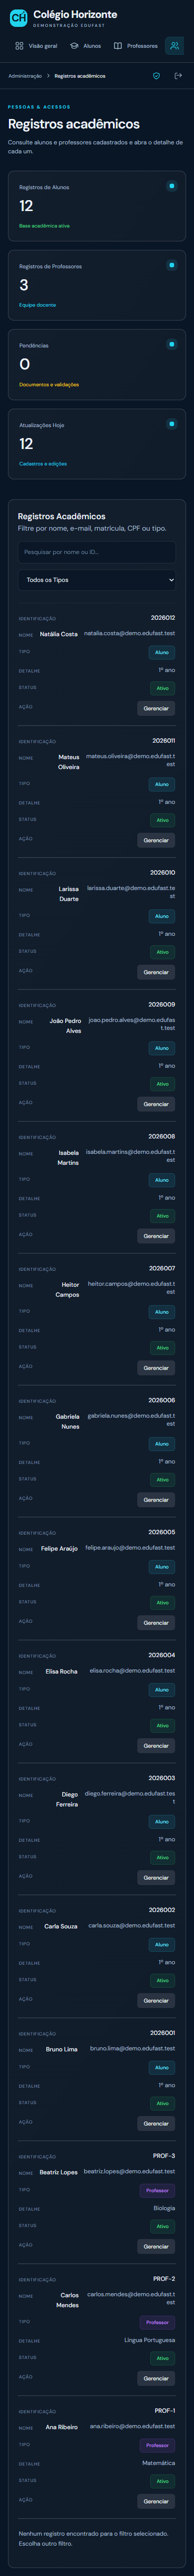 CH
Colégio Horizonte
DEMONSTRAÇÃO EDUFAST
Visão geral
Alunos
Professores
Administração > Registros acadêmicos
PESSOAS & ACESSOS
Registros acadêmicos
Consulte alunos e professores cadastrados e abra o detalhe de
cada um.
Registros de Alunos
12
Base acadêmica ativa
Registros de Professores
3
Equipe docente
Pendências
0
Documentos e validações
Atualizações Hoje
12
Cadastros e edições
Registros Acadêmicos
Filtre por nome, e-mail, matrícula, CPF ou tipo.
Pesquisar por nome ou ID...
Todos os Tipos
IDENTIFICAÇÃO 2026012
NOME Natália Costa natalia.costa@demo.edufast.test
TIPO Aluno
DETALHE 1º ano
STATUS Ativo
AÇÃO Gerenciar
IDENTIFICAÇÃO 2026011
NOME Mateus mateus.oliveira@demo.edufast.t
Oliveira est
TIPO Aluno
DETALHE 1º ano
STATUS Ativo
AÇÃO Gerenciar
IDENTIFICAÇÃO 2026010
NOME Larissa larissa.duarte@demo.edufast.te
Duarte st
TIPO Aluno
DETALHE 1º ano
STATUS Ativo
AÇÃO Gerenciar
IDENTIFICAÇÃO 2026009
NOME João Pedro joao.pedro.alves@demo.edufas
Alves t.test
TIPO Aluno
DETALHE 1º ano
STATUS Ativo
AÇÃO Gerenciar
IDENTIFICAÇÃO 2026008
NOME Isabela isabela.martins@demo.edufast.t
Martins est
TIPO Aluno
DETALHE 1º ano
STATUS Ativo
AÇÃO Gerenciar
IDENTIFICAÇÃO 2026007
NOME Heitor heitor.campos@demo.edufast.t
Campos est
TIPO Aluno
DETALHE 1º ano
STATUS Ativo
AÇÃO Gerenciar
IDENTIFICAÇÃO 2026006
NOME Gabriela gabriela.nunes@demo.edufast.t
Nunes est
TIPO Aluno
DETALHE 1º ano
STATUS Ativo
AÇÃO Gerenciar
IDENTIFICAÇÃO 2026005
NOME Felipe Araújo felipe.araujo@demo.edufast.test
TIPO Aluno
DETALHE 1º ano
STATUS Ativo
AÇÃO Gerenciar
IDENTIFICAÇÃO 2026004
NOME Elisa Rocha elisa.rocha@demo.edufast.test
TIPO Aluno
DETALHE 1º ano
STATUS Ativo
AÇÃO Gerenciar
IDENTIFICAÇÃO 2026003
NOME Diego diego.ferreira@demo.edufast.tes
Ferreira t
TIPO Aluno
DETALHE 1º ano
STATUS Ativo
AÇÃO Gerenciar
IDENTIFICAÇÃO 2026002
NOME Carla Souza carla.souza@demo.edufast.test
TIPO Aluno
DETALHE 1º ano
STATUS Ativo
AÇÃO Gerenciar
IDENTIFICAÇÃO 2026001
NOME Bruno Lima bruno.lima@demo.edufast.test
TIPO Aluno
DETALHE 1º ano
STATUS Ativo
AÇÃO Gerenciar
IDENTIFICAÇÃO PROF-3
NOME Beatriz Lopes beatriz.lopes@demo.edufast.test
TIPO Professor
DETALHE Biologia
STATUS Ativo
AÇÃO Gerenciar
IDENTIFICAÇÃO PROF-2
NOME Carlos carlos.mendes@demo.edufast.t
Mendes est
TIPO Professor
DETALHE Língua Portuguesa
STATUS Ativo
AÇÃO Gerenciar
IDENTIFICAÇÃO PROF-1
NOME Ana Ribeiro ana.ribeiro@demo.edufast.test
TIPO Professor
DETALHE Matemática
STATUS Ativo
AÇÃO Gerenciar
Nenhum registro encontrado para o filtro selecionado.
Escolha outro filtro.